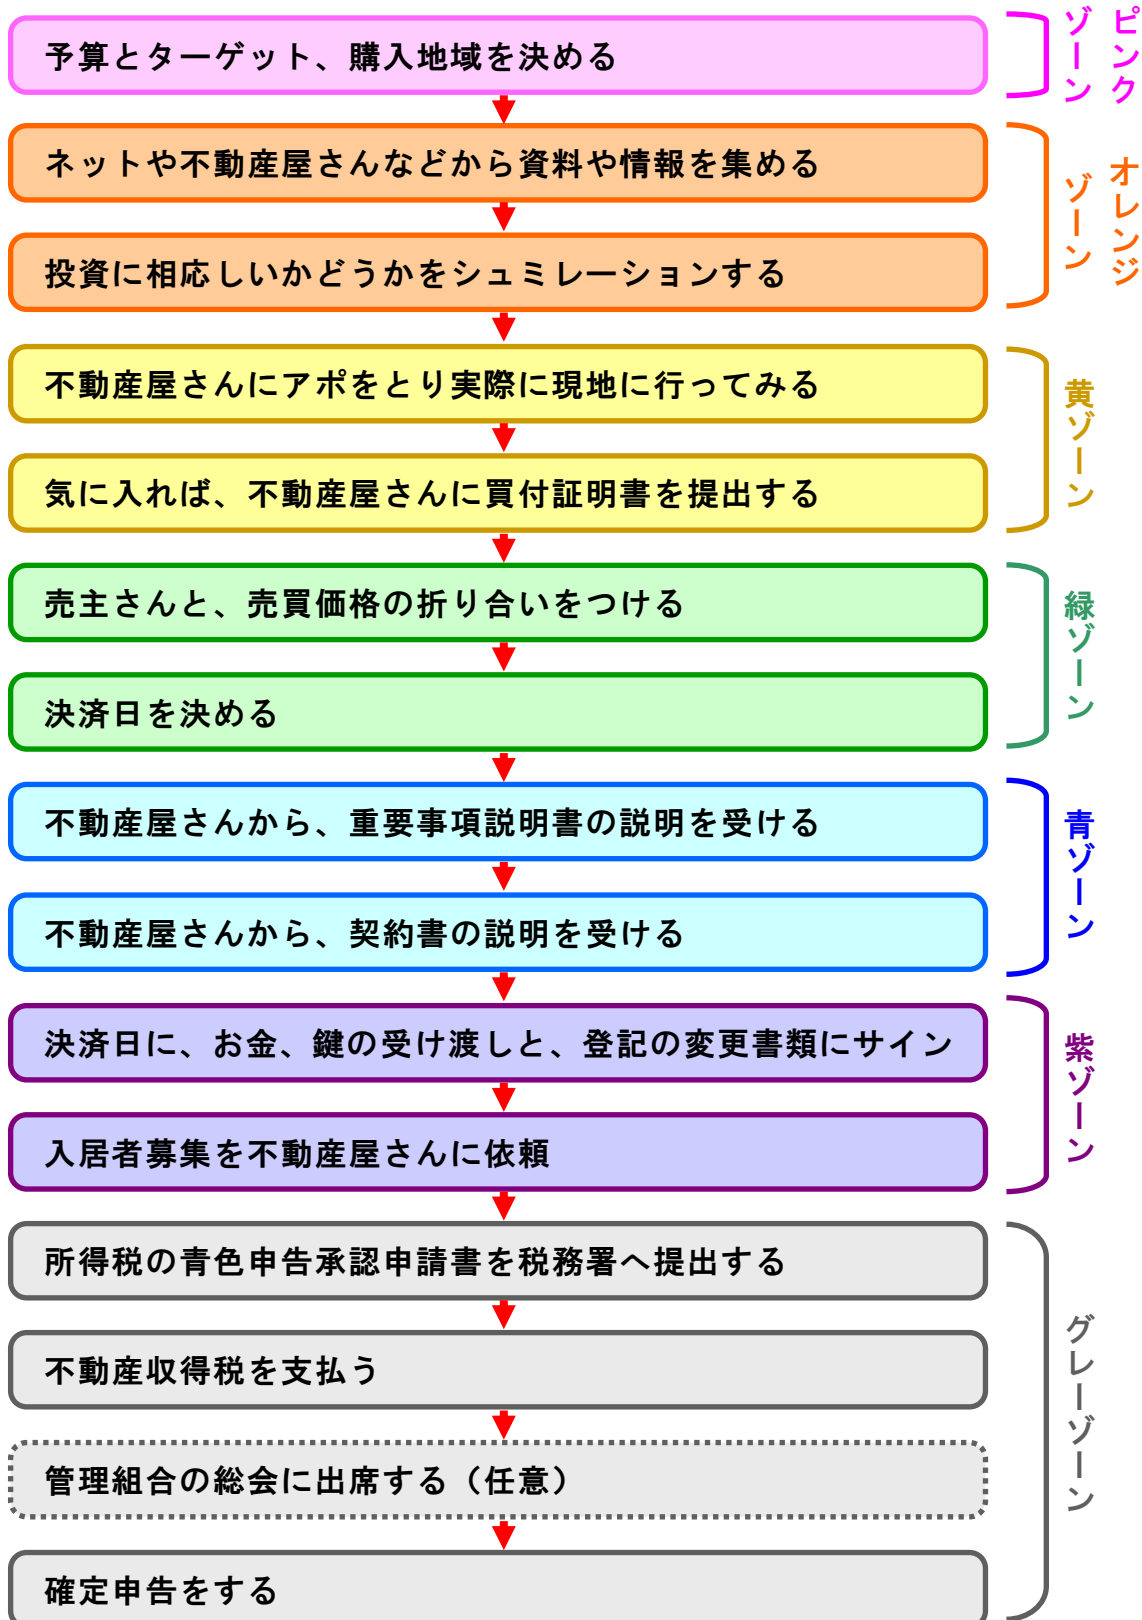 予算とターゲット、購入地域を決める
ピンク
ゾーン
ネットや不動産屋さんなどから資料や情報を集める
投資に相応しいかどうかをシュミレーションする
オレンジ
ゾーン
不動産屋さんにアポをとり実際に現地に行ってみる
気に入れば、不動産屋さんに買付証明書を提出する
黄ゾーン
売主さんと、売買価格の折り合いをつける
決済日を決める
緑ゾーン
不動産屋さんから、重要事項説明書の説明を受ける
不動産屋さんから、契約書の説明を受ける
青ゾーン
決済日に、お金、鍵の受け渡しと、登記の変更書類にサイン
入居者募集を不動産屋さんに依頼
紫ゾーン
所得税の青色申告承認申請書を税務署へ提出する
不動産収得税を支払う
管理組合の総会に出席する（任意）
確定申告をする
グレーゾーン